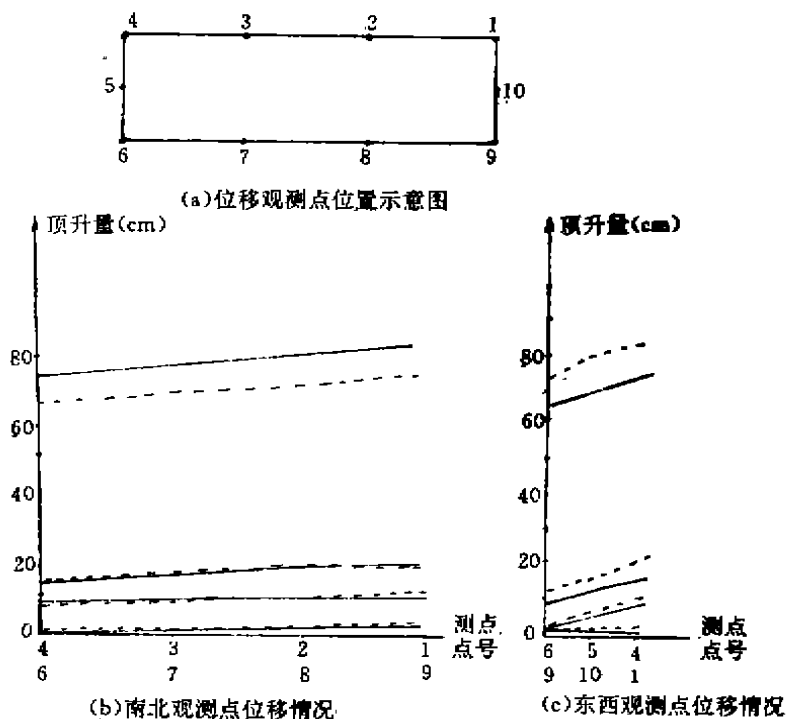 4 3 2 1
5 10
6 7 8 9
(a)位移观测点位置示意图
顶升量(cm)
80
60
40
20
0
测点
4 3 2 1 点号
6 7 8 9
(b)南北观测点位移情况
顶升量(cm)
80
60
40
20
0
测点
6 5 4 点号
9 10 1
(c)东西观测点位移情况